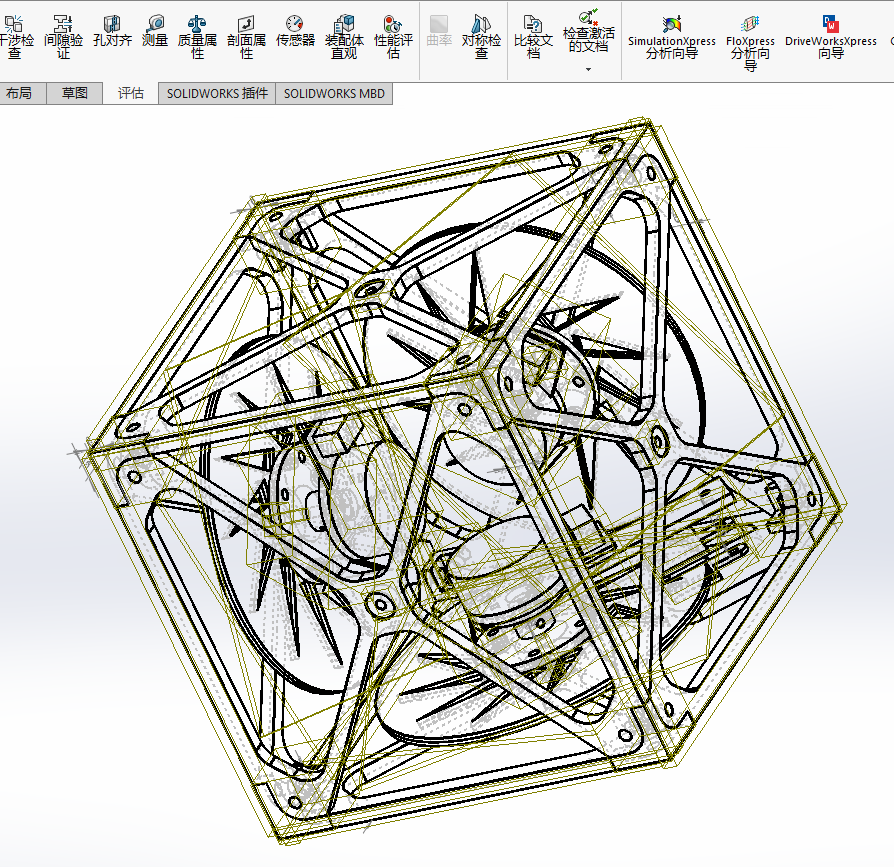 干涉检
查
间隙验
证
孔对齐
测量
质量属
性
剖面属
性
传感器
装配体
直观
性能评
估
曲率
对称检
查
比较文
档
检查激活
的文档
SimulationXpress
分析向导
FloXpress
分析向
导
DriveWorksXpress
向导
布局
草图
评估
SOLIDWORKS 插件
SOLIDWORKS MBD